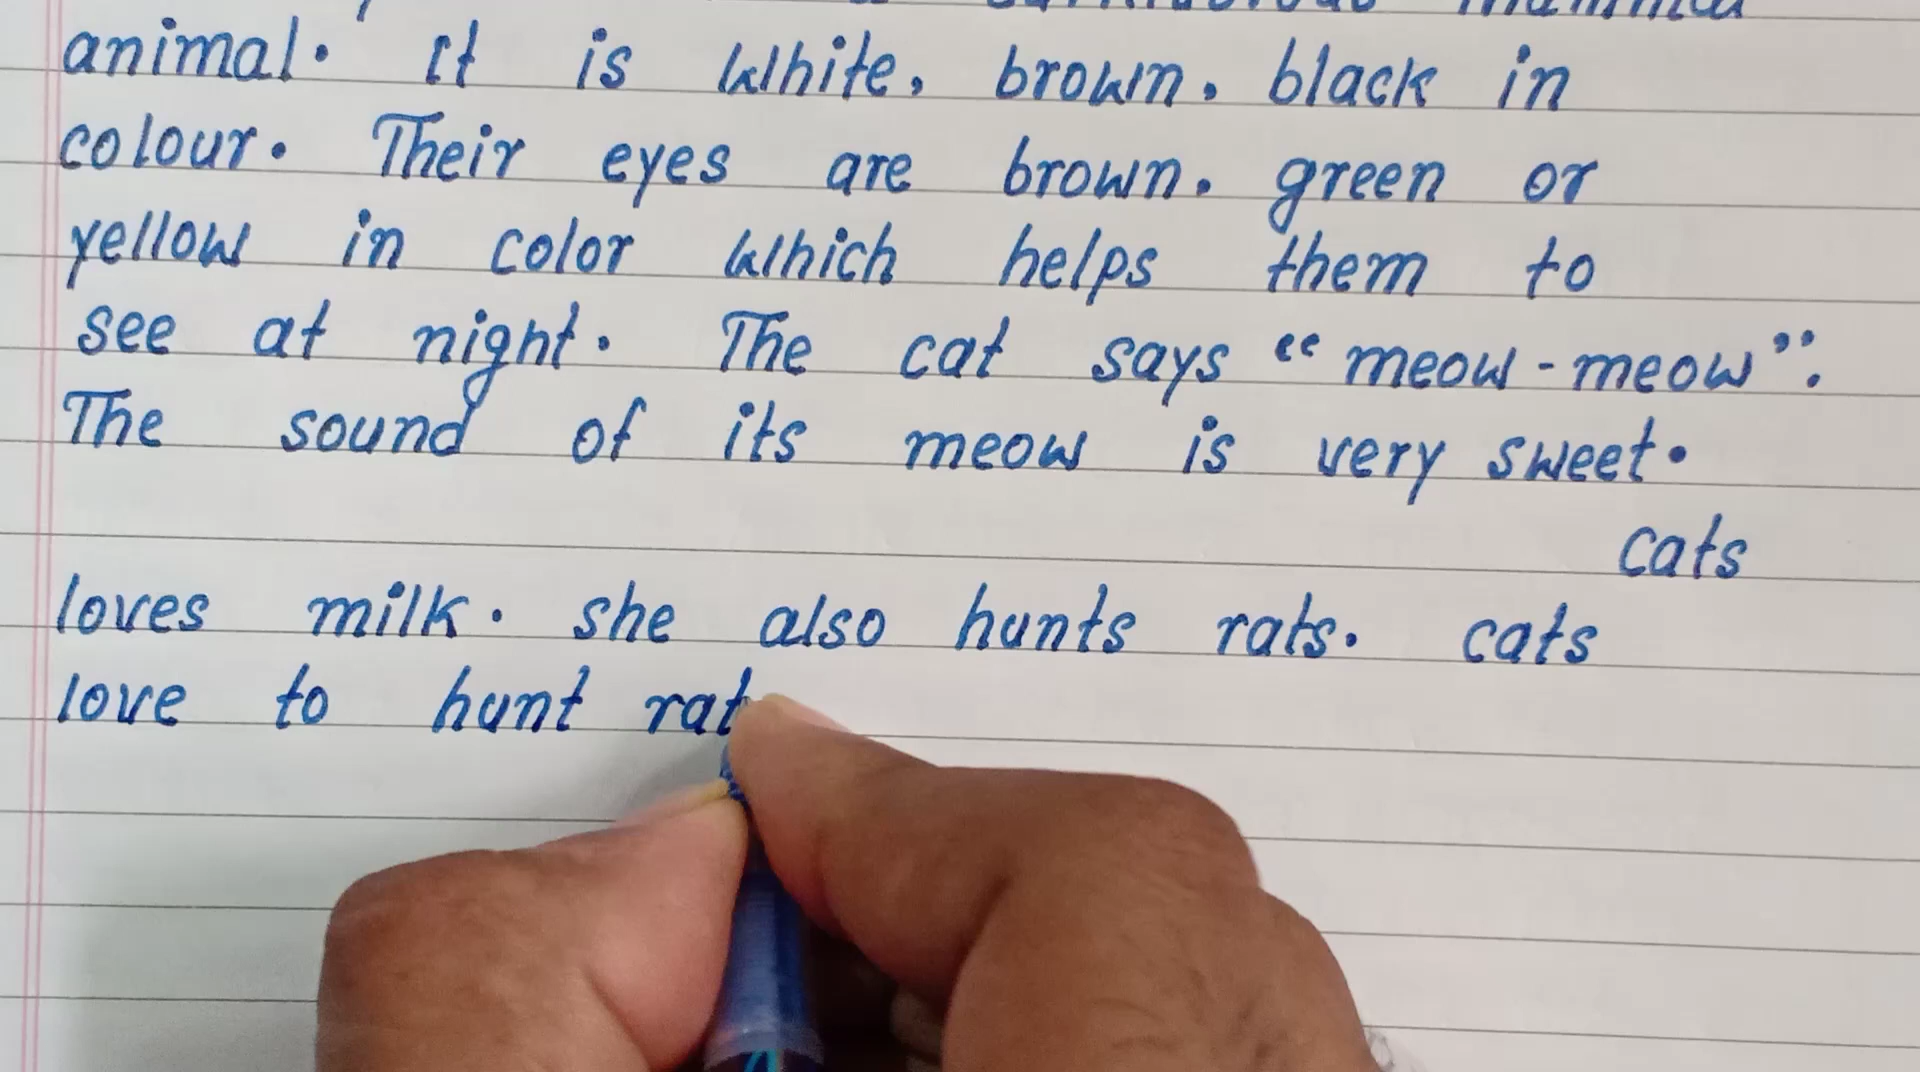 animal. It is white, brown, black in
colour. Their eyes are brown, green or
yellow in color which helps them to
see at night. The cat says "meow-meow".
The sound of its meow is very sweet.
cats
loves milk. she also hunts rats. cats
love to hunt rat